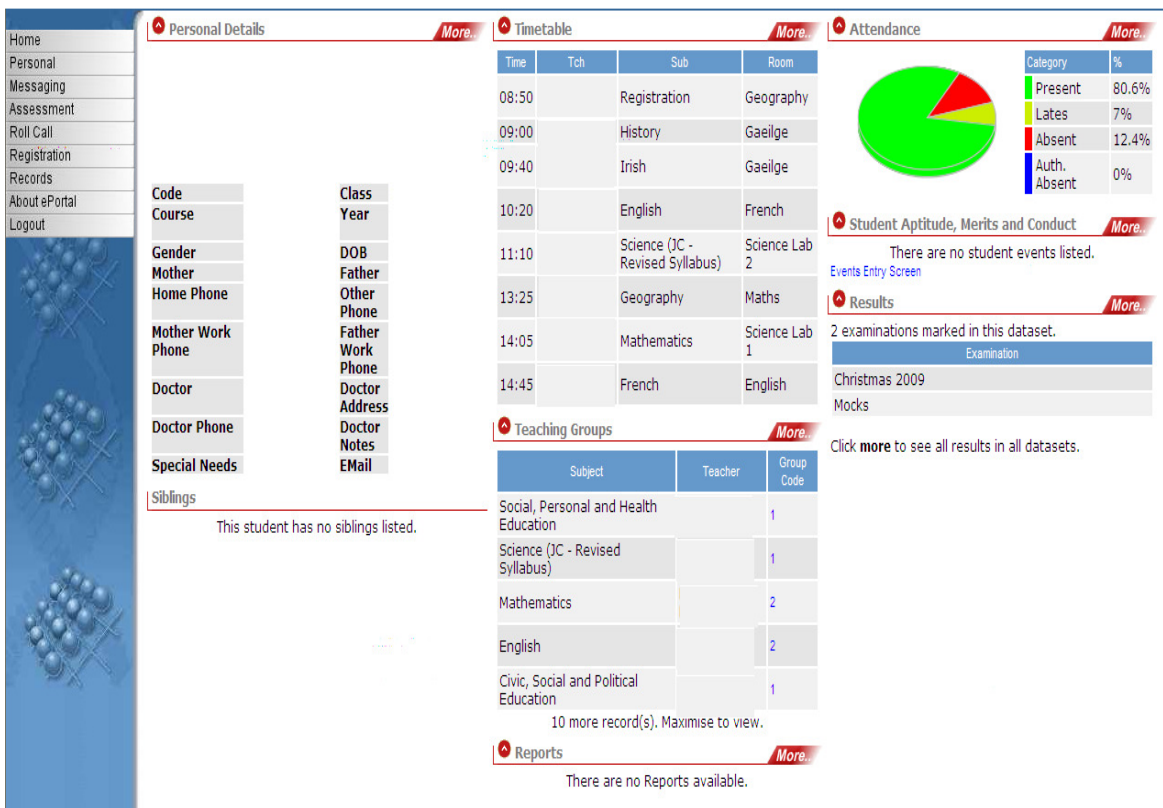 Home
Personal
Messaging
Assessment
Roll Call
Registration
Records
About ePortal
Logout
Personal Details More..
Code Class
Course Year
Gender DOB
Mother Father
Home Phone Other
Phone
Mother Work Father
Phone Work
Phone
Doctor Doctor
Address
Doctor Phone Doctor
Notes
Special Needs EMail
Siblings
This student has no siblings listed.
Timetable More..
Time Tch Sub Room
08:50 Registration Geography
09:00 History Gaeilge
09:40 Irish Gaeilge
10:20 English French
11:10 Science (JC - Science Lab
Revised Syllabus) 2
13:25 Geography Maths
14:05 Mathematics Science Lab
1
14:45 French English
Teaching Groups More..
Subject Teacher Group
Code
Social, Personal and Health
Education 1
Science (JC - Revised
Syllabus) 1
Mathematics 2
English 2
Civic, Social and Political
Education 1
10 more record(s). Maximise to view.
Reports More..
There are no Reports available.
Attendance More..
Category %
Present 80.6%
Lates 7%
Absent 12.4%
Auth.
Absent 0%
Student Aptitude, Merits and Conduct More..
There are no student events listed.
Events Entry Screen
Results More..
2 examinations marked in this dataset.
Examination
Christmas 2009
Mocks
Click more to see all results in all datasets.